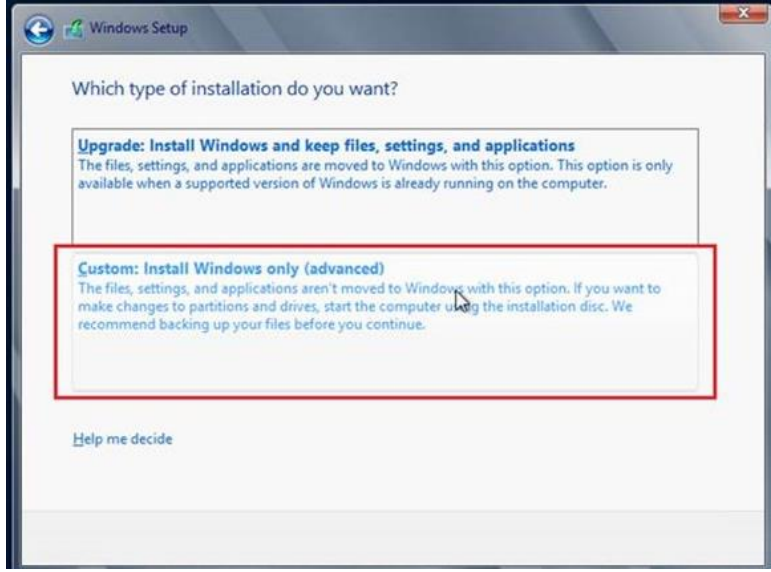 Windows Setup
Which type of installation do you want?
Upgrade: Install Windows and keep files, settings, and applications
The files, settings, and applications are moved to Windows with this option. This option is only
available when a supported version of Windows is already running on the computer.
Custom: Install Windows only (advanced)
The files, settings, and applications aren't moved to Windows with this option. If you want to
make changes to partitions and drives, start the computer using the installation disc. We
recommend backing up your files before you continue.
Help me decide